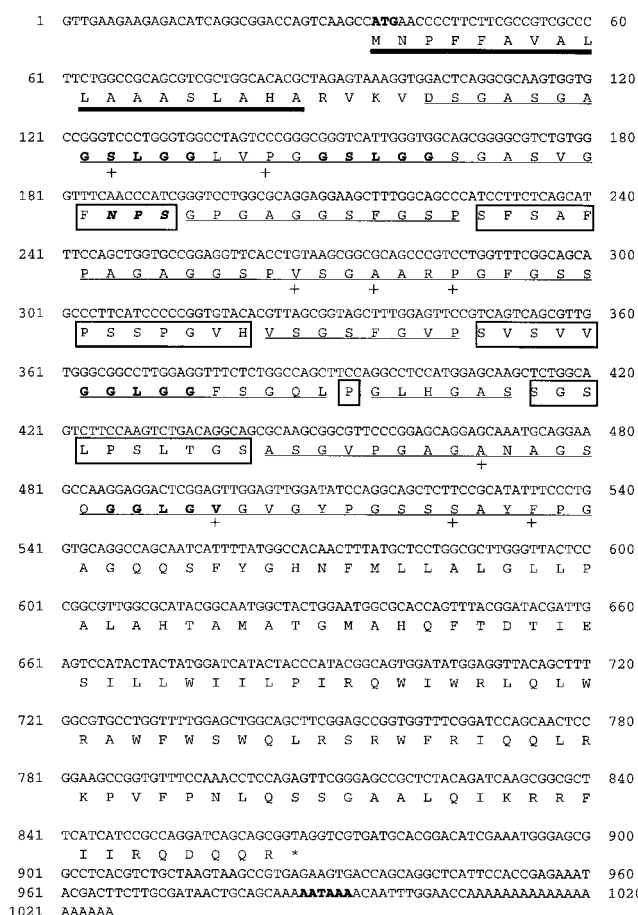 1 GTTGAAGAAGAGACATCAGGCGGACCAGTCAAGCCATGAACCCCTTCTTCGCCGTCGCCC 60
M N P F F A V A L
61 TTCTGGCCGCAGCGTCGCTGGCACACGCTAGAGTAAAGGTGGACTCAGGCGCAAGTGGTG 120
L A A A S L A H A R V K V D S G A S G A
121 CCGGGTCCCTGGGTGGCCTAGTCCCGGGCGGGTCATTGGGTGGCAGCGGGGCGTCTGTGG 180
G S L G G L V P G G S L G G S G A S V G
+ +
181 GTTTCAACCCATCGGGTCCTGGCGCAGGAGGAAGCTTTGGCAGCCCATCCTTCTCAGCAT 240
F N P S G P G A G G S F G S P S F S A F
241 TTCCAGCTGGTGCCGGAGGTTCACCTGTAAGCGGCGCAGCCCGTCCTGGTTTCGGCAGCA 300
P A G A G G S P V S G A A R P G F G S S
+ + +
301 GCCCTTCATCCCCCGGTGTACACGTTAGCGGTAGCTTTGGAGTTCCGTCAGTCAGCGTTG 360
P S S P G V H V S G S F G V P S V S V V
361 TGGGCGGCCTTGGAGGTTTCTCTGGCCAGCTTCCAGGCCTCCATGGAGCAAGCTCTGGCA 420
G G L G G F S G Q L P G L H G A S S G S
421 GTCTTCCAAGTCTGACAGGCAGCGCAAGCGGCGTTCCCGGAGCAGGAGCAAATGCAGGAA 480
L P S L T G S A S G V P G A G A N A G S
+
481 GCCAAGGAGGACTCGGAGTTGGAGTTGGATATCCAGGCAGCTCTTCCGCATATTTCCCTG 540
Q G G L G V G V G Y P G S S S A Y F P G
+ + +
541 GTGCAGGCCAGCAATCATTTTATGGCCACAACTTTATGCTCCTGGCGCTTGGGTTACTCC 600
A G Q Q S F Y G H N F M L L A L G L L P
601 CGGCGTTGGCGCATACGGCAATGGCTACTGGAATGGCGCACCAGTTTACGGATACGATTG 660
A L A H T A M A T G M A H Q F T D T I E
661 AGTCCATACTACTATGGATCATACTACCCATACGGCAGTGGATATGGAGGTTACAGCTTT 720
S I L L W I I L P I R Q W I W R L Q L W
721 GGCGTGCCTGGTTTTGGAGCTGGCAGCTTCGGAGCCGGTGGTTTCGGATCCAGCAACTCC 780
R A W F W S W Q L R S R W F R I Q Q L R
781 GGAAGCCGGTGTTTCCAAACCTCCAGAGTTCGGGAGCCGCTCTACAGATCAAGCGGCGCT 840
K P V F P N L Q S S G A A L Q I K R R F
841 TCATCATCCGCCAGGATCAGCAGCGGTAGGTCGTGATGCACGGACATCGAAATGGGAGCG 900
I I R Q D Q Q R *
901 GCCTCACGTCTGCTAAGTAAGCCGTGAGAAGTGACCAGCAGGCTCATTCCACCGAGAAAT 960
961 ACGACTTCTTGCGATAACTGCAGCAAAAATAAAACAATTTGGAACCAAAAAAAAAAAAAA 1020
1021 AAAAAA